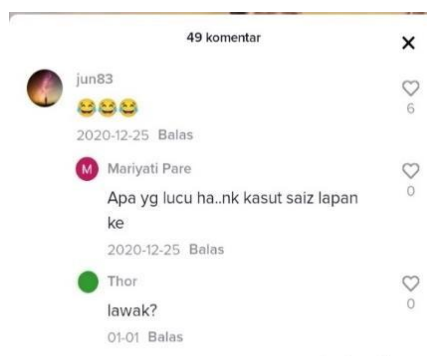 49 komentar
jun83
😂😂😂
6
2020-12-25 Balas
M
Mariyati Pare
Apa yg lucu ha..nk kasut saiz lapan
ke
0
2020-12-25 Balas
Thor
lawak?
0
01-01 Balas